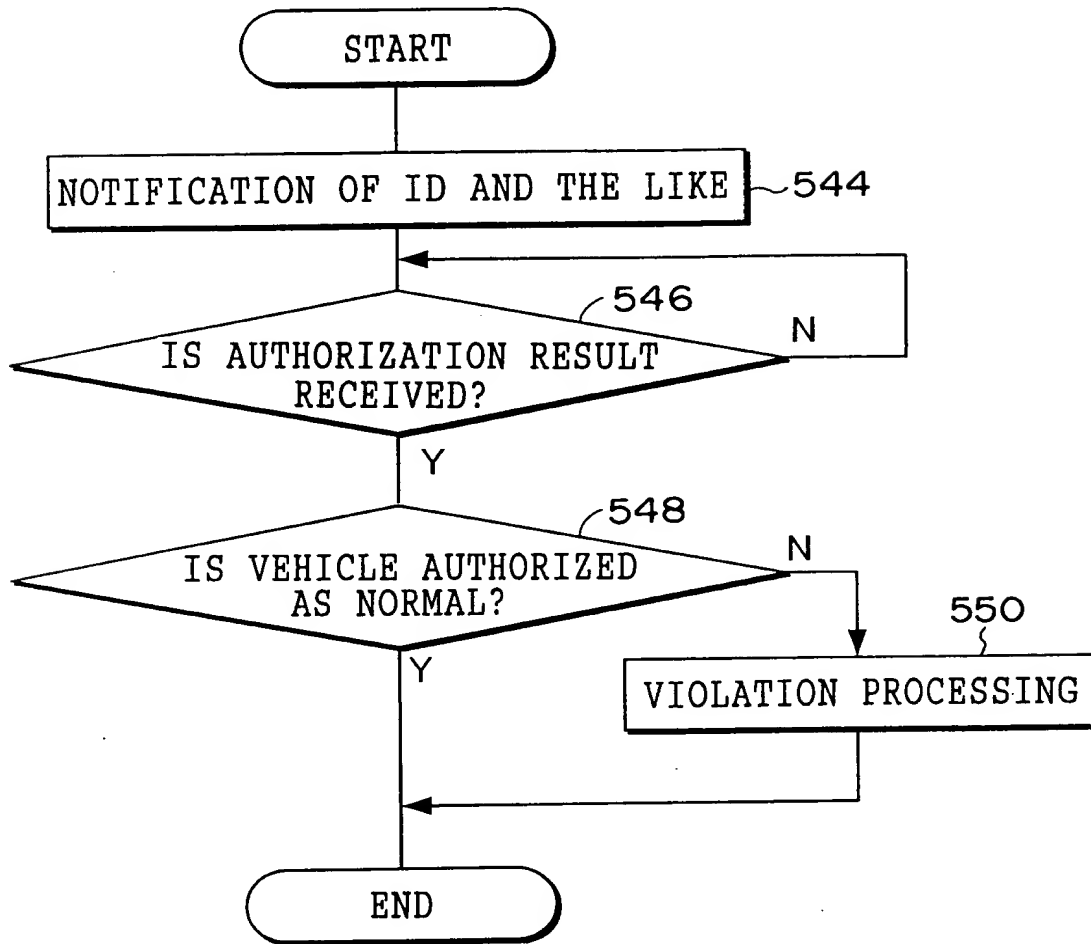 START
NOTIFICATION OF ID AND THE LIKE
544
546
N
IS AUTHORIZATION RESULT
RECEIVED?
Y
548
N
IS VEHICLE AUTHORIZED
AS NORMAL?
550
Y
VIOLATION PROCESSING
END